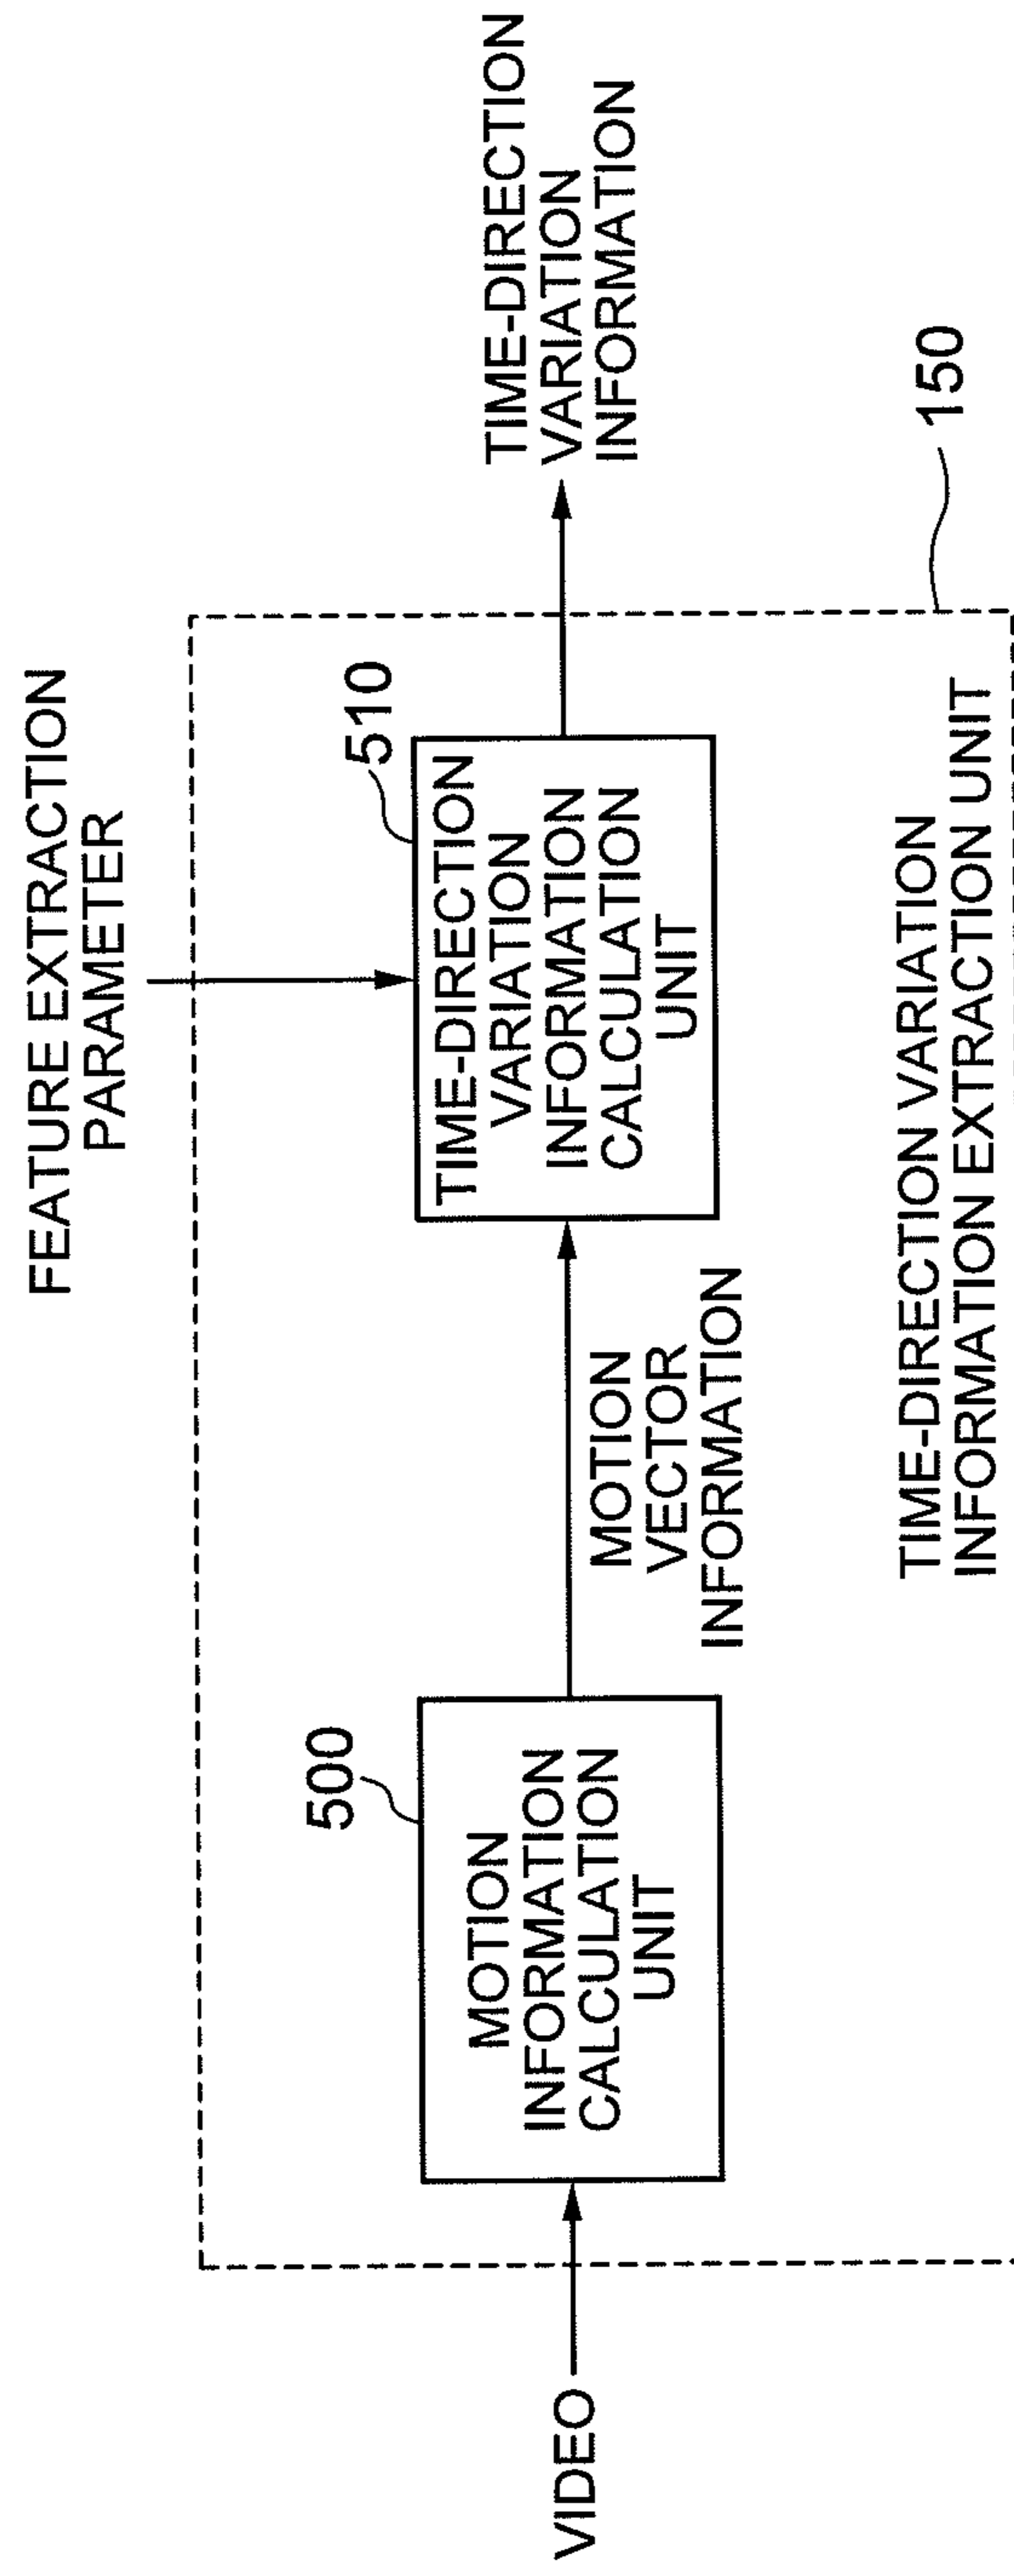 FEATURE EXTRACTION
PARAMETER
VIDEO
500
MOTION
INFORMATION
CALCULATION
UNIT
MOTION
VECTOR
INFORMATION
510
TIME-DIRECTION
VARIATION
INFORMATION
CALCULATION
UNIT
TIME-DIRECTION
VARIATION
INFORMATION
TIME-DIRECTION VARIATION
INFORMATION EXTRACTION UNIT
150